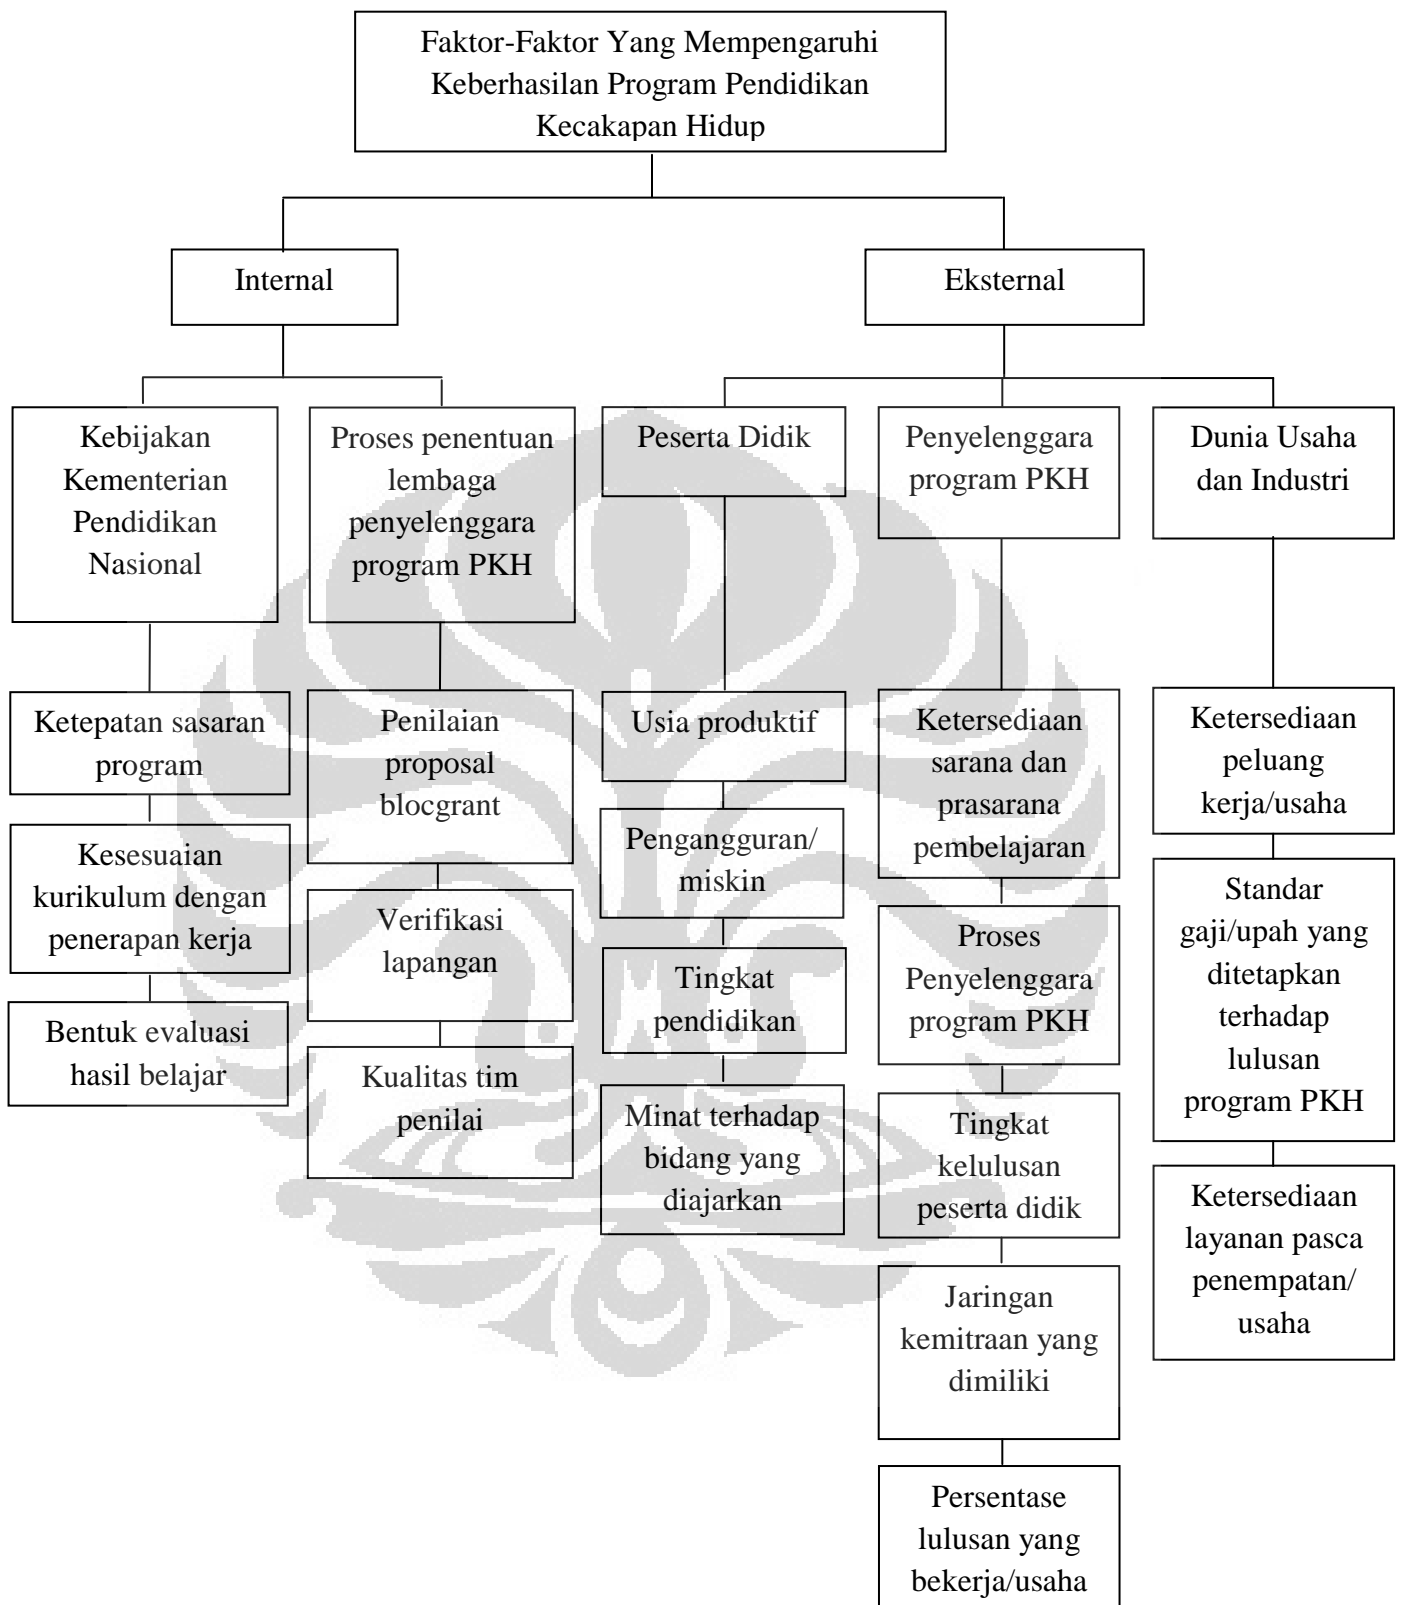 Faktor-Faktor Yang Mempengaruhi
Keberhasilan Program Pendidikan
Kecakapan Hidup
Internal
Eksternal
Kebijakan
Kementerian
Pendidikan
Nasional
Proses penentuan
lembaga
penyelenggara
program PKH
Peserta Didik
Penyelenggara
program PKH
Dunia Usaha
dan Industri
Ketepatan sasaran
program
Kesesuaian
kurikulum dengan
penerapan kerja
Bentuk evaluasi
hasil belajar
Penilaian
proposal
blocgrant
Verifikasi
lapangan
Kualitas tim
penilai
Usia produktif
Pengangguran/
miskin
Tingkat
pendidikan
Minat terhadap
bidang yang
diajarkan
Ketersediaan
sarana dan
prasarana
pembelajaran
Proses
Penyelenggara
program PKH
Tingkat
kelulusan
peserta didik
Jaringan
kemitraan yang
dimiliki
Persentase
lulusan yang
bekerja/usaha
Ketersediaan
peluang
kerja/usaha
Standar
gaji/upah yang
ditetapkan
terhadap
lulusan
program PKH
Ketersediaan
layanan pasca
penempatan/
usaha